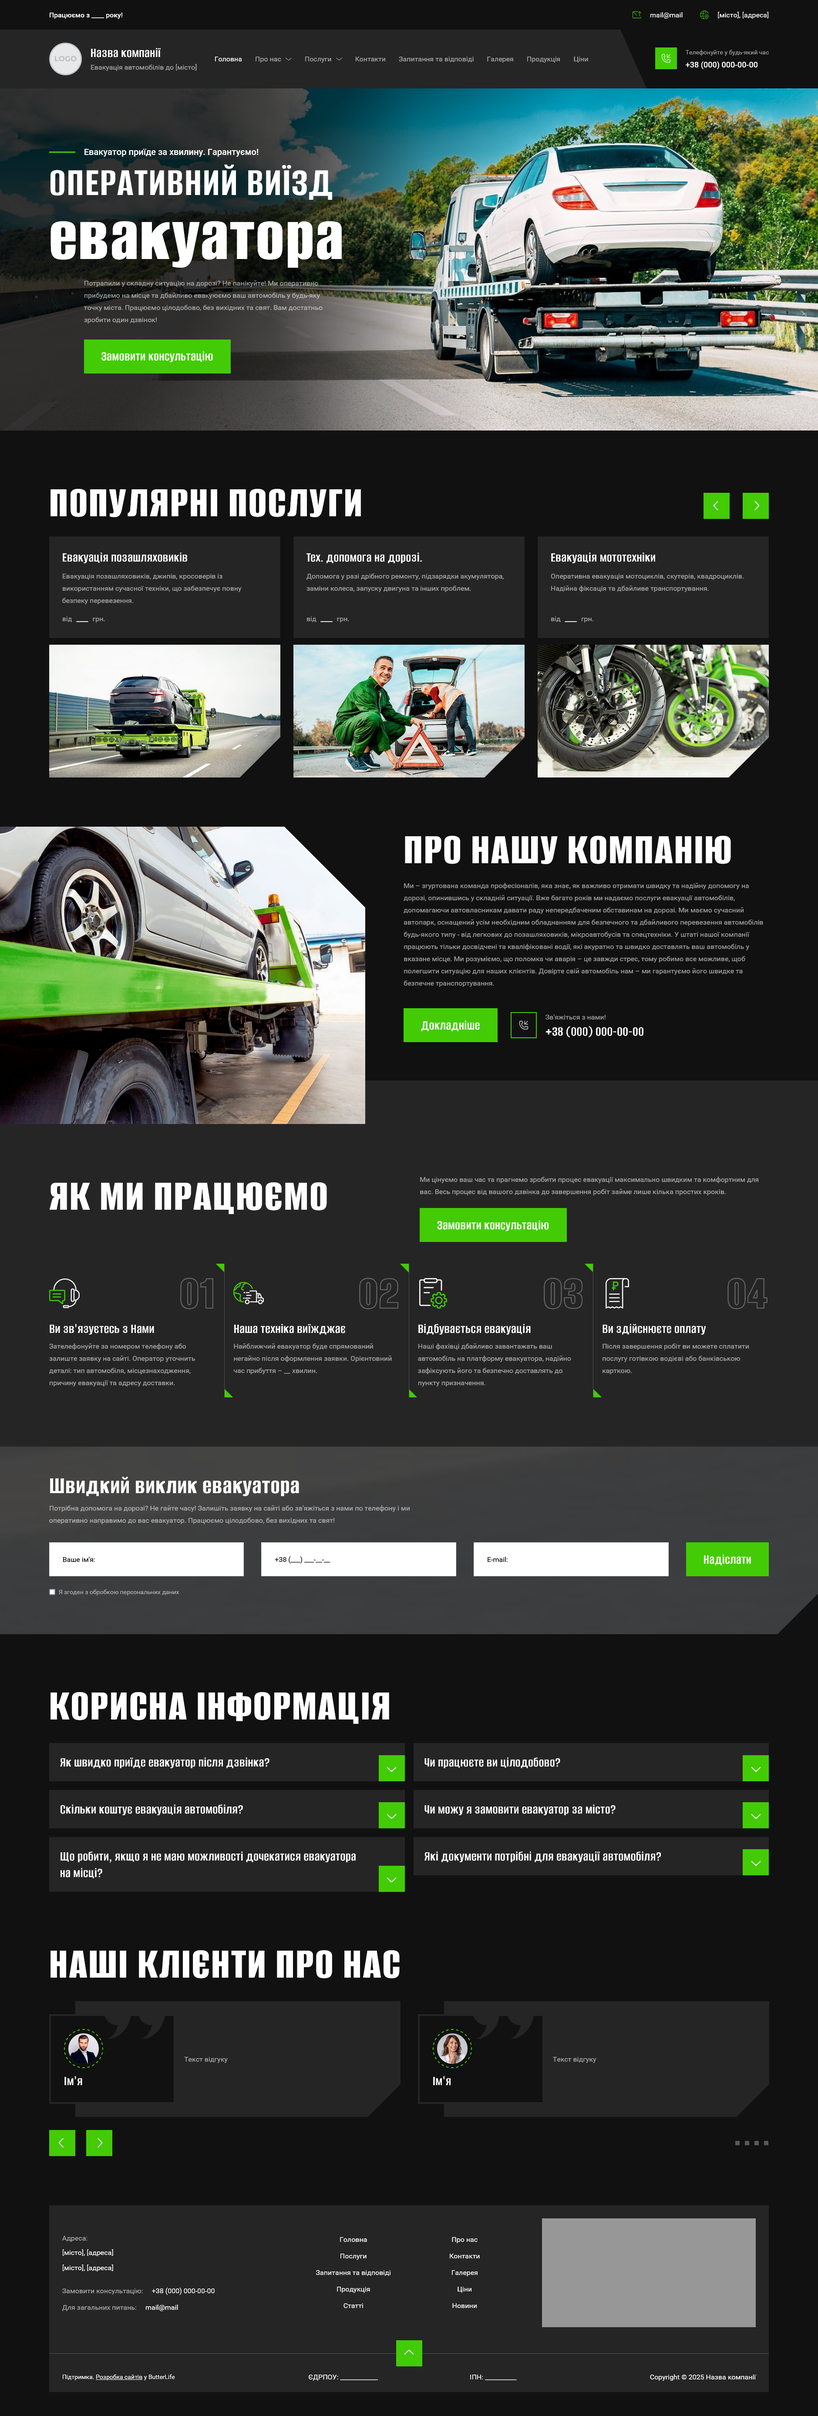 Працюємо з ____ року!
mail@mail
[місто], [адреса]
LOGO
Назва компанії
Евакуація автомобілів до [місто]
Головна
Про нас
Послуги
Контакти
Запитання та відповіді
Галерея
Продукція
Ціни
Телефонуйте у будь-який час
+38 (000) 000-00-00
Евакуатор приїде за хвилину. Гарантуємо!
ОПЕРАТИВНИЙ ВИЇЗД
евакуатора
Потрапили у складну ситуацію на дорозі? Не панікуйте! Ми оперативно
прибудемо на місце та дбайливо евакуюємо ваш автомобіль у будь-яку
точку міста. Працюємо цілодобово, без вихідних та свят. Вам достатньо
зробити один дзвінок!
Замовити консультацію
ПОПУЛЯРНІ ПОСЛУГИ
Евакуація позашляховиків
Евакуація позашляховиків, джипів, кросоверів із
використанням сучасної техніки, що забезпечує повну
безпеку перевезення.
від ___ грн.
Тех. допомога на дорозі.
Допомога у разі дрібного ремонту, підзарядки акумулятора,
заміни колеса, запуску двигуна та інших проблем.
від ___ грн.
Евакуація мототехніки
Оперативна евакуація мотоциклів, скутерів, квадроциклів.
Надійна фіксація та дбайливе транспортування.
від ___ грн.
ПРО НАШУ КОМПАНІЮ
Ми – згуртована команда професіоналів, яка знає, як важливо отримати швидку та надійну допомогу на
дорозі, опинившись у складній ситуації. Вже багато років ми надаємо послуги евакуації автомобілів,
допомагаючи автовласникам давати раду непередбаченим обставинам на дорозі. Ми маємо сучасний
автопарк, оснащений усім необхідним обладнанням для безпечного та дбайливого перевезення автомобілів
будь-якого типу - від легкових до позашляховиків, мікроавтобусів та спецтехніки. У штаті нашої компанії
працюють тільки досвідчені та кваліфіковані водії, які акуратно та швидко доставлять ваш автомобіль у
вказане місце. Ми розуміємо, що поломка чи аварія – це завжди стрес, тому робимо все можливе, щоб
полегшити ситуацію для наших клієнтів. Довірте свій автомобіль нам – ми гарантуємо його швидке та
безпечне транспортування.
Докладніше
Зв'яжіться з нами!
+38 (000) 000-00-00
ЯК МИ ПРАЦЮЄМО
Ми цінуємо ваш час та прагнемо зробити процес евакуації максимально швидким та комфортним для
вас. Весь процес від вашого дзвінка до завершення робіт займе лише кілька простих кроків.
Замовити консультацію
01
Ви зв'язуєтесь з Нами
Зателефонуйте за номером телефону або
залиште заявку на сайті. Оператор уточнить
деталі: тип автомобіля, місцезнаходження,
причину евакуації та адресу доставки.
02
Наша техніка виїжджає
Найближчий евакуатор буде спрямований
негайно після оформлення заявки. Орієнтовний
час прибуття – __ хвилин.
03
Відбувається евакуація
Наші фахівці дбайливо завантажать ваш
автомобіль на платформу евакуатора, надійно
зафіксують його та безпечно доставлять до
пункту призначення.
04
Ви здійснюєте оплату
Після завершення робіт ви можете сплатити
послугу готівкою водієві або банківською
карткою.
Швидкий виклик евакуатора
Потрібна допомога на дорозі? Не гайте часу! Залишіть заявку на сайті або зв'яжіться з нами по телефону і ми
оперативно направимо до вас евакуатор. Працюємо цілодобово, без вихідних та свят!
Ваше ім'я:
+38 (___) ___-__-__
E-mail:
Надіслати
Я згоден з обробкою персональних даних
КОРИСНА ІНФОРМАЦІЯ
Як швидко приїде евакуатор після дзвінка?
Чи працюєте ви цілодобово?
Скільки коштує евакуація автомобіля?
Чи можу я замовити евакуатор за місто?
Що робити, якщо я не маю можливості дочекатися евакуатора
на місці?
Які документи потрібні для евакуації автомобіля?
НАШІ КЛІЄНТИ ПРО НАС
Ім'я
Текст відгуку
Ім'я
Текст відгуку
Адреса:
[місто], [адреса]
[місто], [адреса]
Замовити консультацію: +38 (000) 000-00-00
Для загальних питань: mail@mail
Головна
Послуги
Запитання та відповіді
Продукція
Статті
Про нас
Контакти
Галерея
Ціни
Новини
Підтримка. Розробка сайтів у ButterLife
ЄДРПОУ: ____________
ІПН: __________
Copyright © 2025 Назва компанії